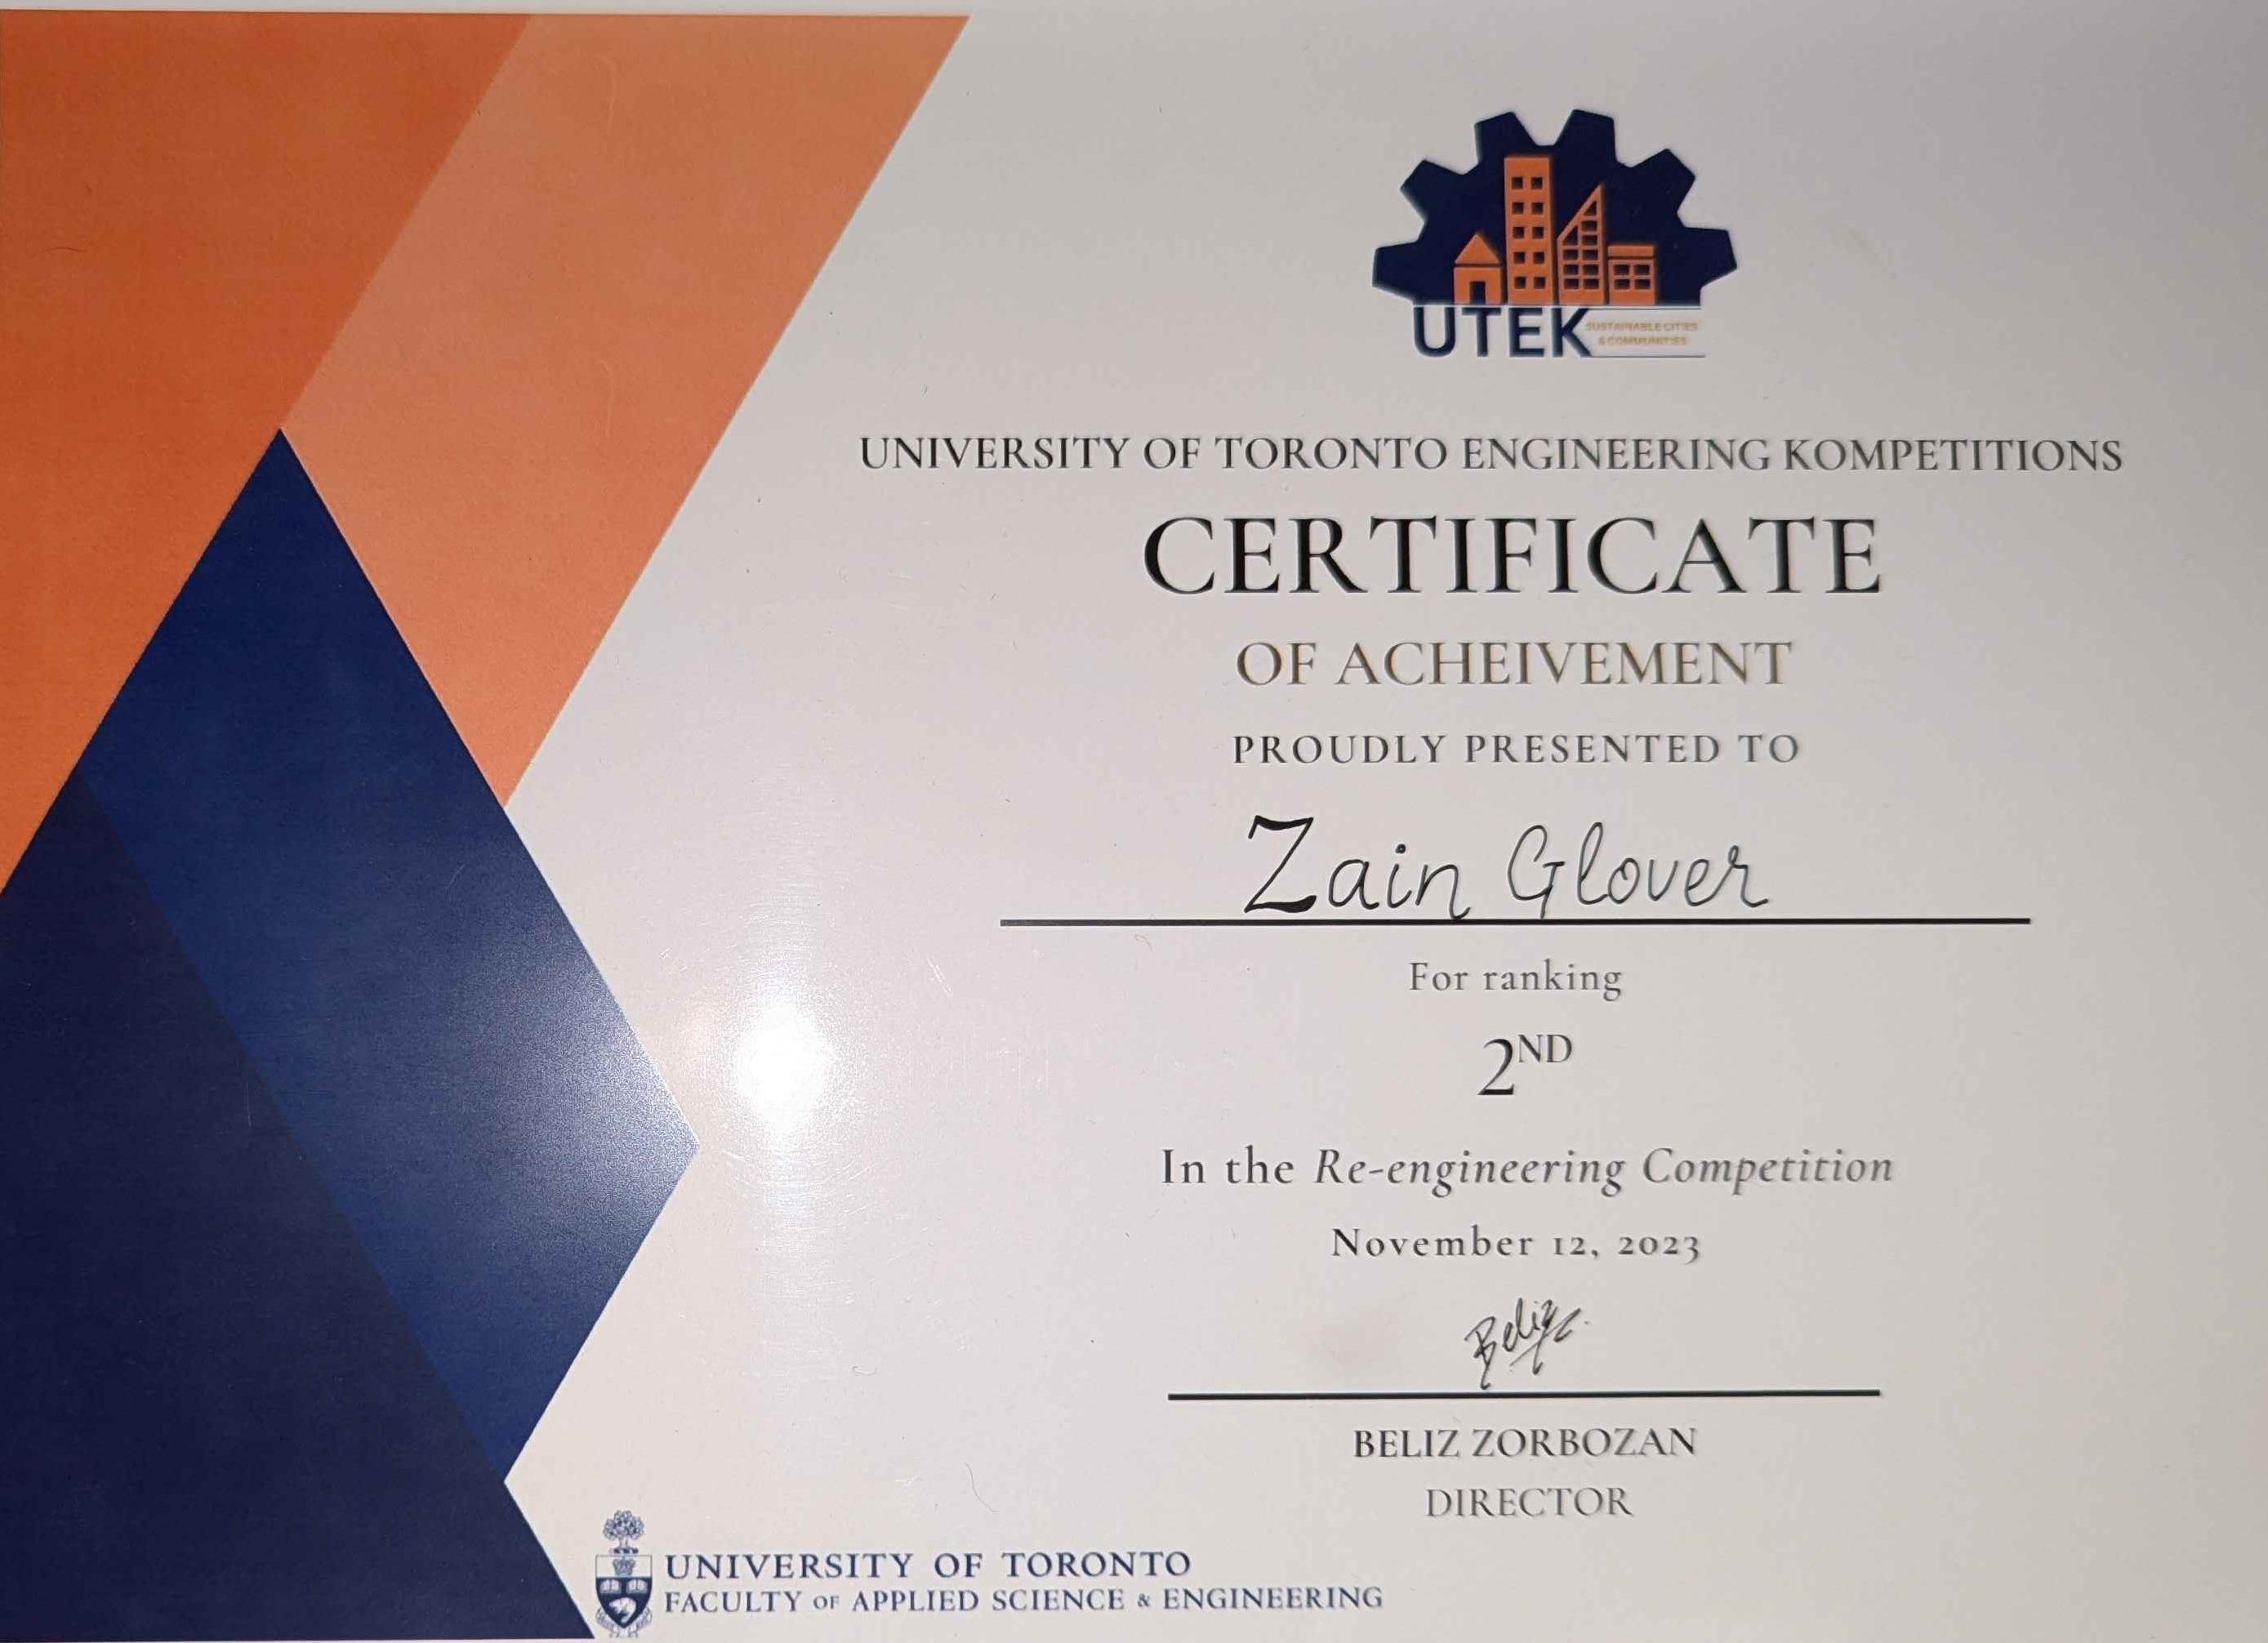 UTEK
SUSTAINABLE CITIES
& COMMUNITIES
UNIVERSITY OF TORONTO ENGINEERING KOMPETITIONS
CERTIFICATE
OF ACHEIVEMENT
PROUDLY PRESENTED TO
Zain Glover
For ranking
2ND
In the Re-engineering Competition
November 12, 2023
Beliz
BELIZ ZORBOZAN
DIRECTOR
UNIVERSITY OF TORONTO
FACULTY OF APPLIED SCIENCE & ENGINEERING